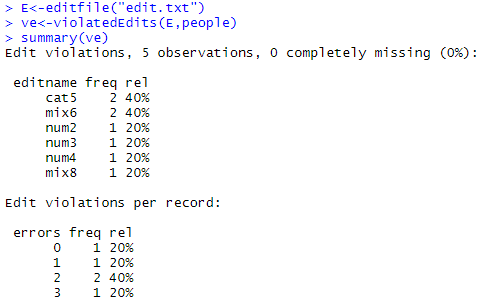 > E<-editfile("edit.txt")
> ve<-violatedEdits(E,people)
> summary(ve)
Edit violations, 5 observations, 0 completely missing (0%):
editname freq rel
cat5 2 40%
mix6 2 40%
num2 1 20%
num3 1 20%
num4 1 20%
mix8 1 20%
Edit violations per record:
errors freq rel
0 1 20%
1 1 20%
2 2 40%
3 1 20%